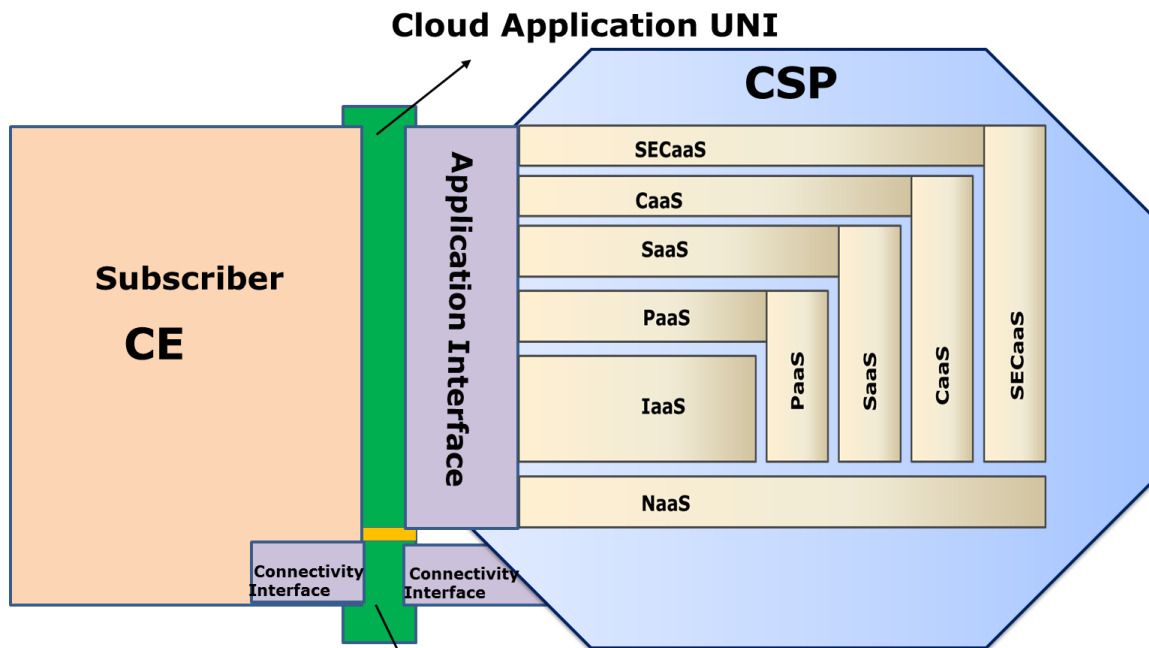 Cloud Application UNI
CSP
Subscriber
CE
Application Interface
SECaaS
CaaS
SaaS
PaaS
IaaS
NaaS
PaaS
SaaS
CaaS
SECaaS
Connectivity
Interface
Connectivity
Interface